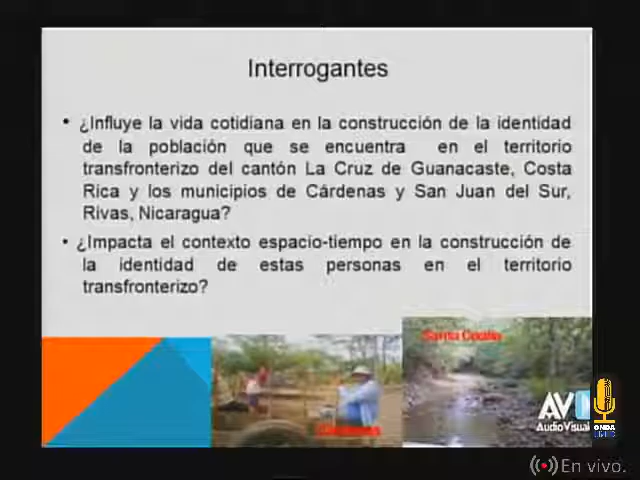 Interrogantes
• ¿Influye la vida cotidiana en la construcción de la identidad
de la población que se encuentra en el territorio
transfronterizo del cantón La Cruz de Guanacaste, Costa
Rica y los municipios de Cárdenas y San Juan del Sur,
Rivas, Nicaragua?
• ¿Impacta el contexto espacio-tiempo en la construcción de
la identidad de estas personas en el territorio
transfronterizo?
AV
AudioVisual
ONDA
En vivo.